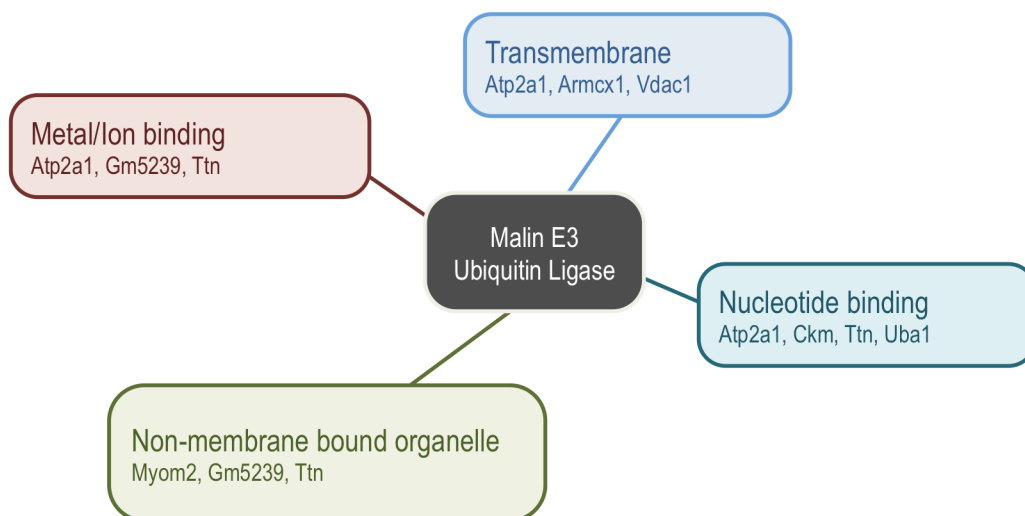 Transmembrane
Atp2a1, Armcx1, Vdac1
Metal/Ion binding
Atp2a1, Gm5239, Ttn
Malin E3
Ubiquitin Ligase
Nucleotide binding
Atp2a1, Ckm, Ttn, Uba1
Non-membrane bound organelle
Myom2, Gm5239, Ttn